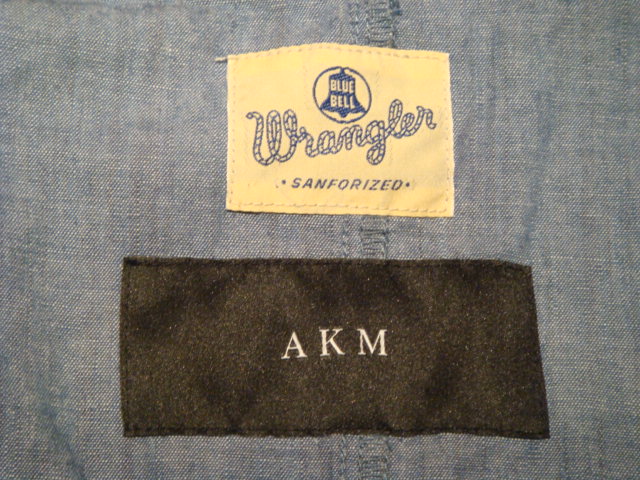 BLUE
BELL
Wrangler
• SANFORIZED •
AKM